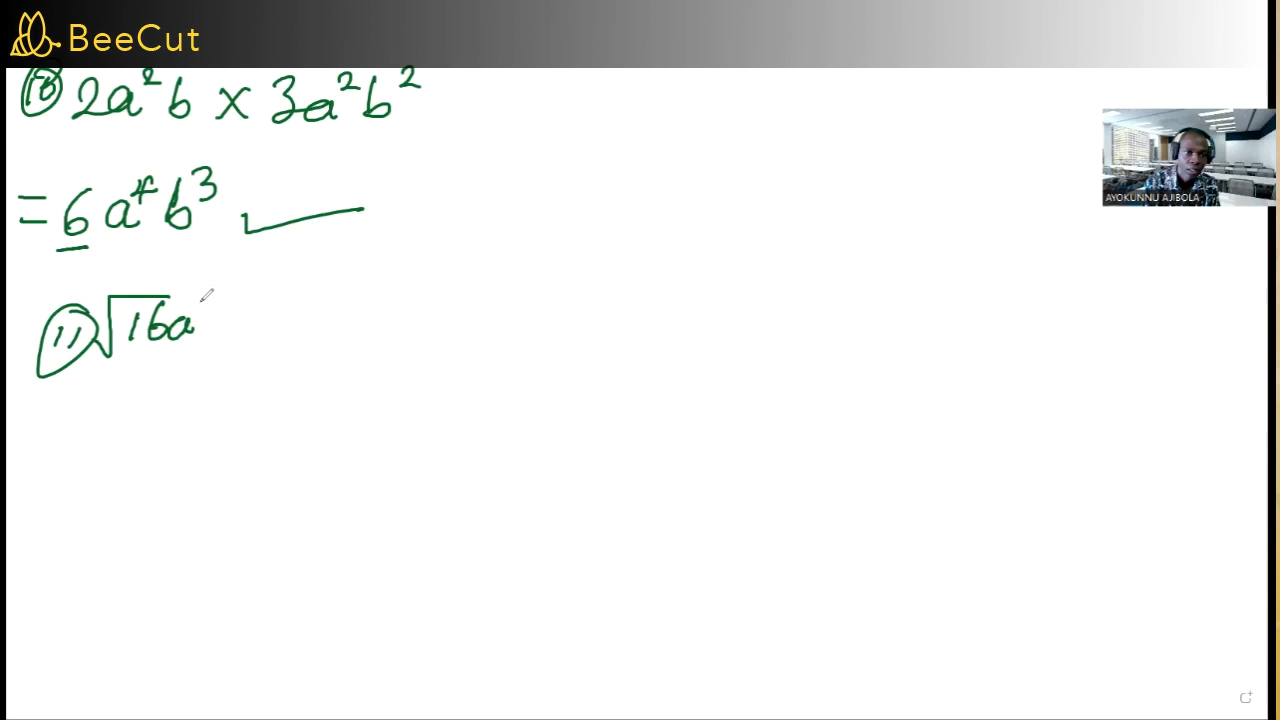 BeeCut
⑩ 2a²b × 3a²b²
= 6a⁴b³
AYOKUNNU AJIBOLA
⑪ √16a